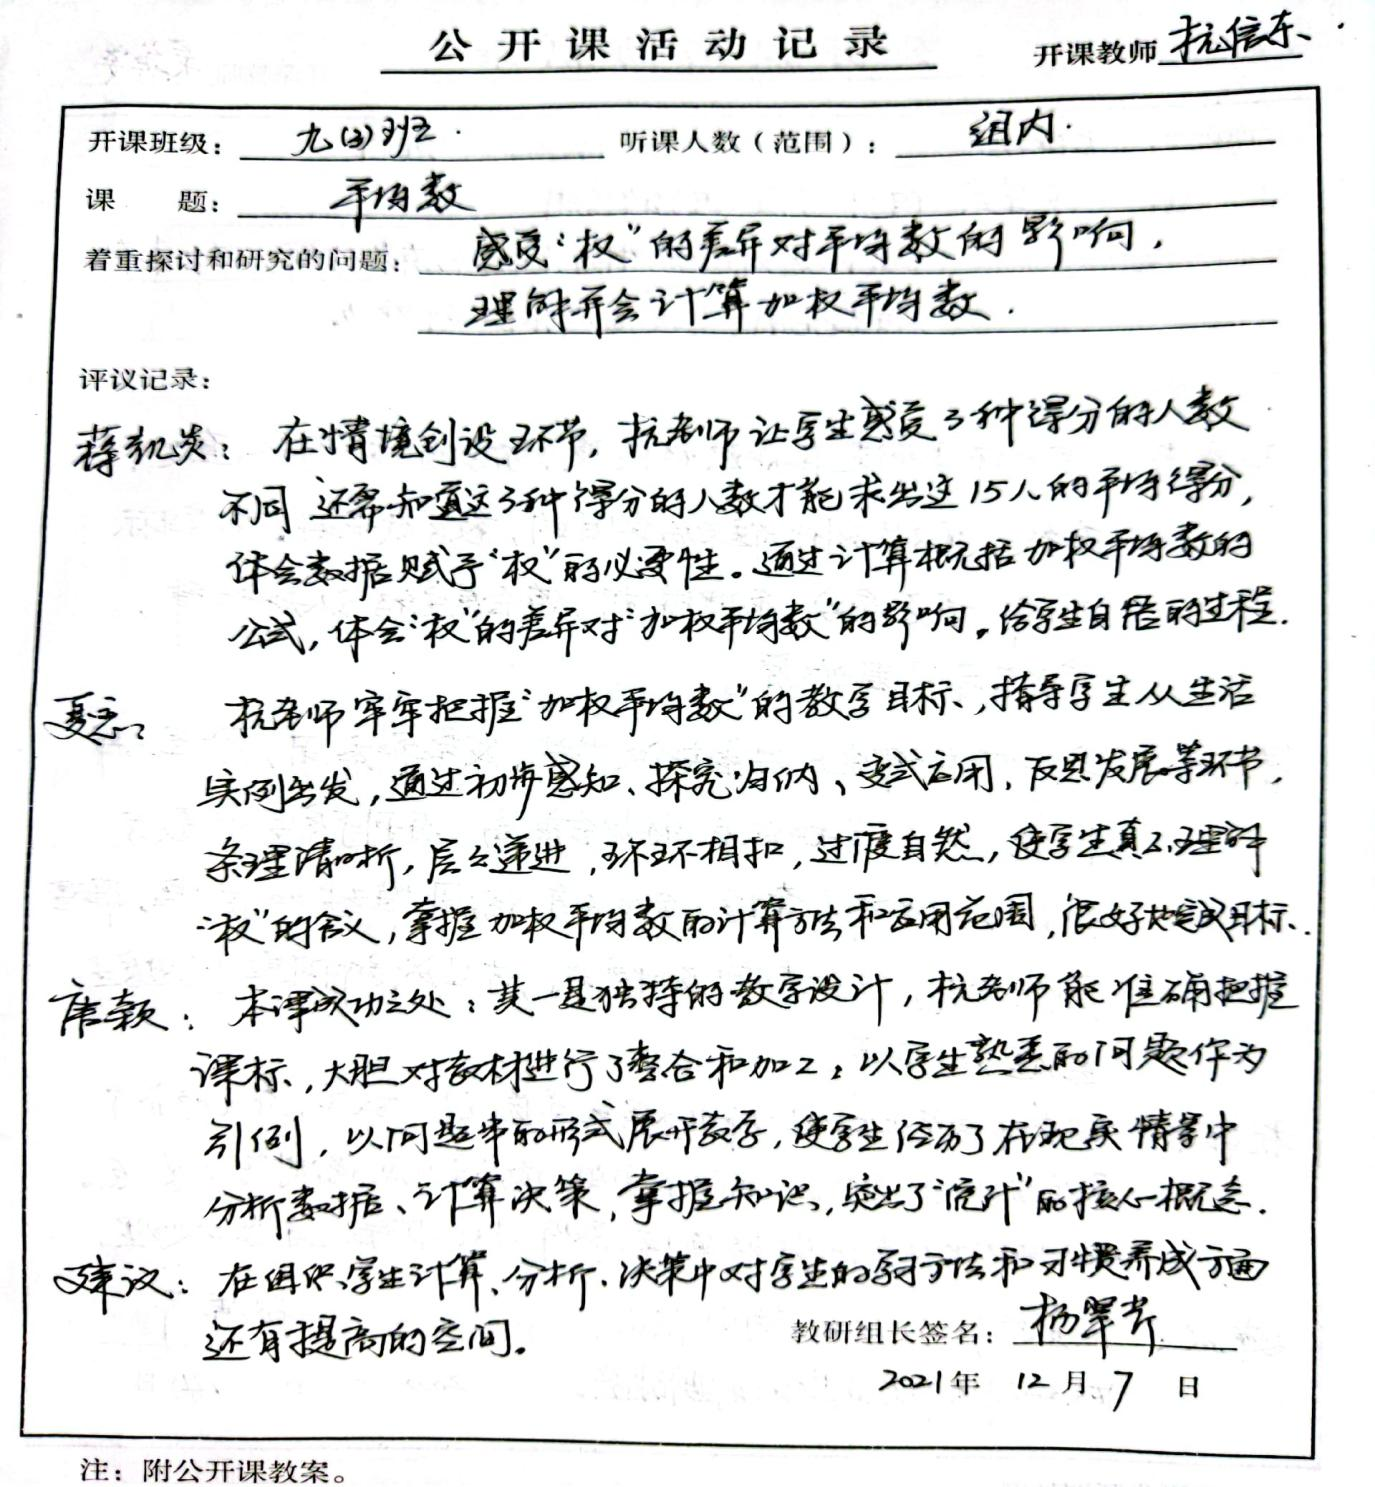 公开课活动记录
开课教师 杭信东
开课班级： 九(3)班. 听课人数（范围）： 组内.
课 题： 平均数
着重探讨和研究的问题： 感受“权”的差异对平均数的影响，
理解并会计算加权平均数.
评议记录：
蒋凯炎： 在情境创设环节，杭老师让学生感受3种得分的人数
不同 还需知道这3种得分的人数才能求出这15人的平均得分，
体会数据赋予“权”的必要性。通过计算概括加权平均数的
公式，体会“权”的差异对“加权平均数”的影响。给学生自悟的过程.
夏志： 杭老师牢牢把握“加权平均数”的教学目标、指导学生从生活
实例出发，通过初步感知、探究归纳、变式应用、反思发展等环节，
条理清晰，层层递进，环环相扣，过度自然，使学生真正理解
“权”的含义，掌握加权平均数的计算方法和应用范围，很好地完成目标.
唐颖： 本课成功之处：其一是独特的教学设计，杭老师能准确把握
课标，大胆对教材进行了整合和加工，以学生熟悉的问题作为
引例，以问题串的形式展开教学，使学生经历了在现实情景中
分析数据、计算决策，掌握知识，突出了“统计”的核心概念.
建议： 在组织学生计算、分析、决策中对学生的学习方法和习惯养成方面
还有提高的空间。
教研组长签名： 杨翠芹
2021年 12月 7 日
注：附公开课教案。